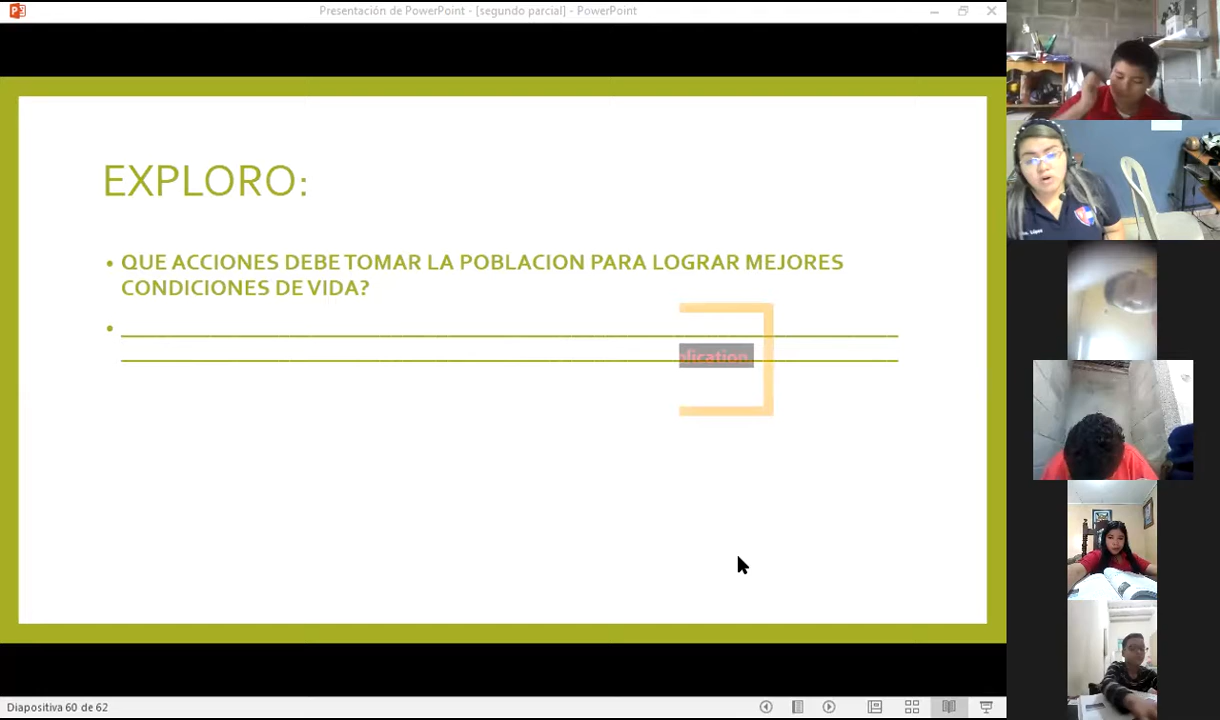 Presentación de PowerPoint - [segundo parcial] - PowerPoint
EXPLORO:
• QUE ACCIONES DEBE TOMAR LA POBLACION PARA LOGRAR MEJORES
CONDICIONES DE VIDA?
plication
Diapositiva 60 de 62